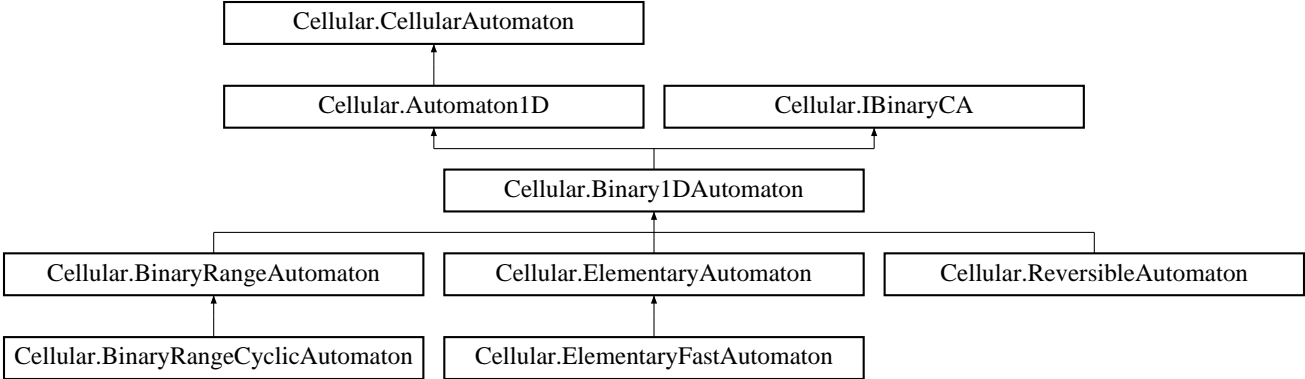 Cellular.CellularAutomaton
Cellular.Automaton1D
Cellular.IBinaryCA
Cellular.Binary1DAutomaton
Cellular.BinaryRangeAutomaton
Cellular.ElementaryAutomaton
Cellular.ReversibleAutomaton
Cellular.BinaryRangeCyclicAutomaton
Cellular.ElementaryFastAutomaton